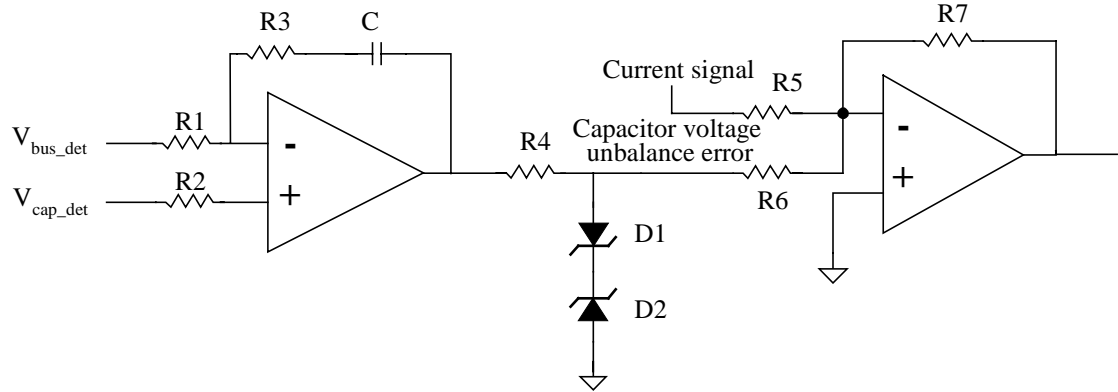 R3
C
R7
Current signal
R5
R1
V_bus_det
-
R4
Capacitor voltage
unbalance error
-
V_cap_det
R2
+
R6
+
D1
D2